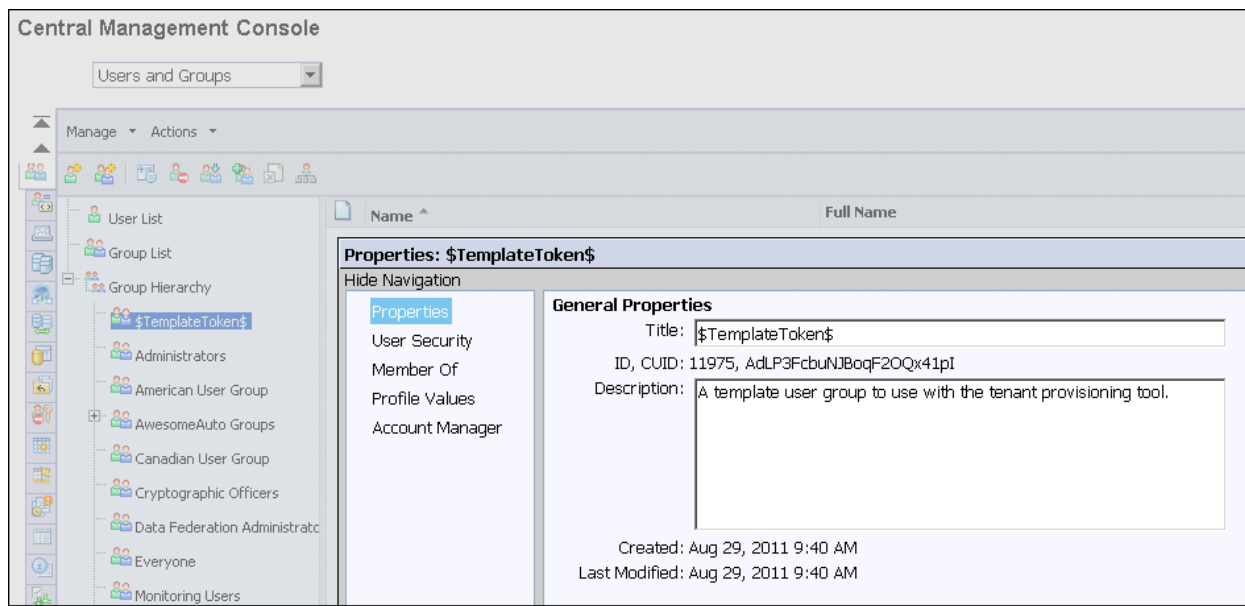 Central Management Console
Users and Groups
Manage Actions
Name Full Name
User List
Group List
Group Hierarchy
$TemplateToken$
Administrators
American User Group
AwesomeAuto Groups
Canadian User Group
Cryptographic Officers
Data Federation Administratc
Everyone
Monitoring Users
Properties: $TemplateToken$
Hide Navigation
Properties
User Security
Member Of
Profile Values
Account Manager
General Properties
Title: $TemplateToken$
ID, CUID: 11975, AdLP3FcbuNJBoqF2OQx41pI
Description: A template user group to use with the tenant provisioning tool.
Created: Aug 29, 2011 9:40 AM
Last Modified: Aug 29, 2011 9:40 AM